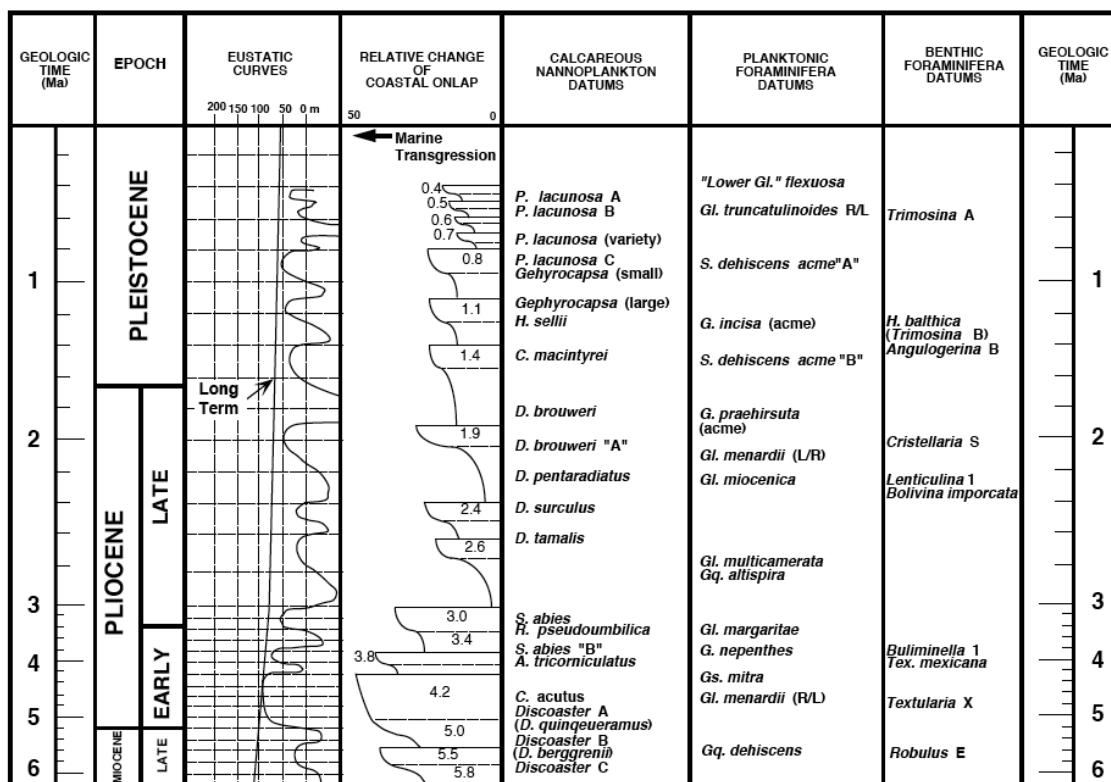 GEOLOGIC
TIME
(Ma)
EPOCH
EUSTATIC
CURVES
RELATIVE CHANGE
OF
COASTAL ONLAP
CALCAREOUS
NANNOPLANKTON
DATUMS
PLANKTONIC
FORAMINIFERA
DATUMS
BENTHIC
FORAMINIFERA
DATUMS
GEOLOGIC
TIME
(Ma)
200 150 100 50 0 m
50 0
Marine
Transgression
1
2
3
4
5
6
PLEISTOCENE
PLIOCENE
LATE
EARLY
MIOCENE
LATE
Long
Term
0.4
0.5
0.6
0.7
0.8
1.1
1.4
1.9
2.4
2.6
3.0
3.4
3.8
4.2
5.0
5.5
5.8
P. lacunosa A
P. lacunosa B
P. lacunosa (variety)
P. lacunosa C
Gehyrocapsa (small)
Gephyrocapsa (large)
H. sellii
C. macintyrei
D. brouweri
D. brouweri "A"
D. pentaradiatus
D. surculus
D. tamalis
S. abies
R. pseudoumbilica
S. abies "B"
A. tricorniculatus
C. acutus
Discoaster A
(D. quinqeueramus)
Discoaster B
(D. berggrenii)
Discoaster C
"Lower Gl." flexuosa
Gl. truncatulinoides R/L
S. dehiscens acme"A"
G. incisa (acme)
S. dehiscens acme "B"
G. praehirsuta
(acme)
Gl. menardii (L/R)
Gl. miocenica
Gl. multicamerata
Gq. altispira
Gl. margaritae
G. nepenthes
Gs. mitra
Gl. menardii (R/L)
Gq. dehiscens
Trimosina A
H. balthica
(Trimosina B)
Angulogerina B
Cristellaria S
Lenticulina 1
Bolivina imporcata
Buliminella 1
Tex. mexicana
Textularia X
Robulus E
1
2
3
4
5
6